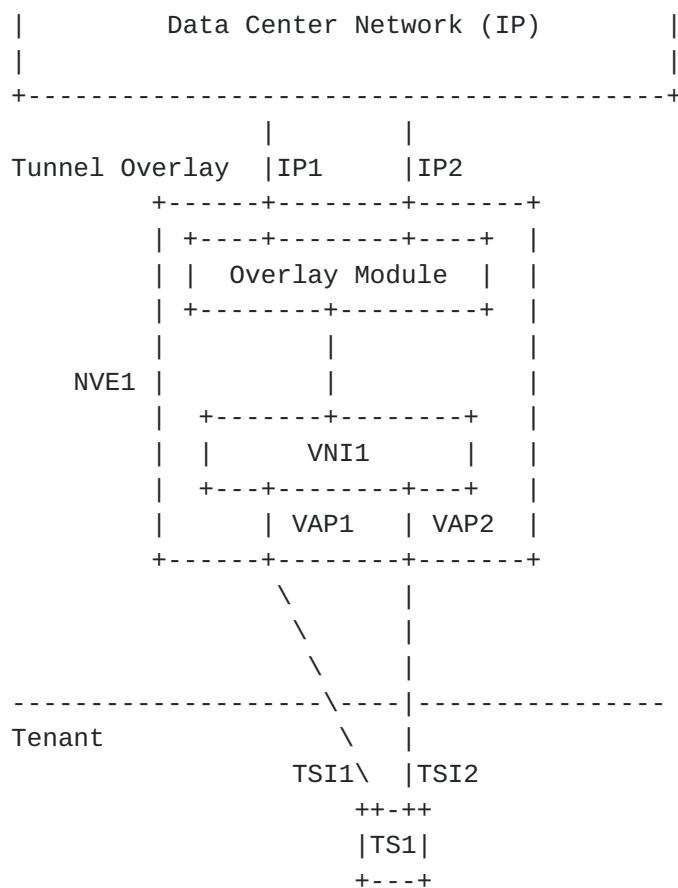 Data Center Network (IP)
Tunnel Overlay |IP1 |IP2
Overlay Module
NVE1
VNI1
VAP1 | VAP2
Tenant
TSI1\ |TSI2
|TS1|